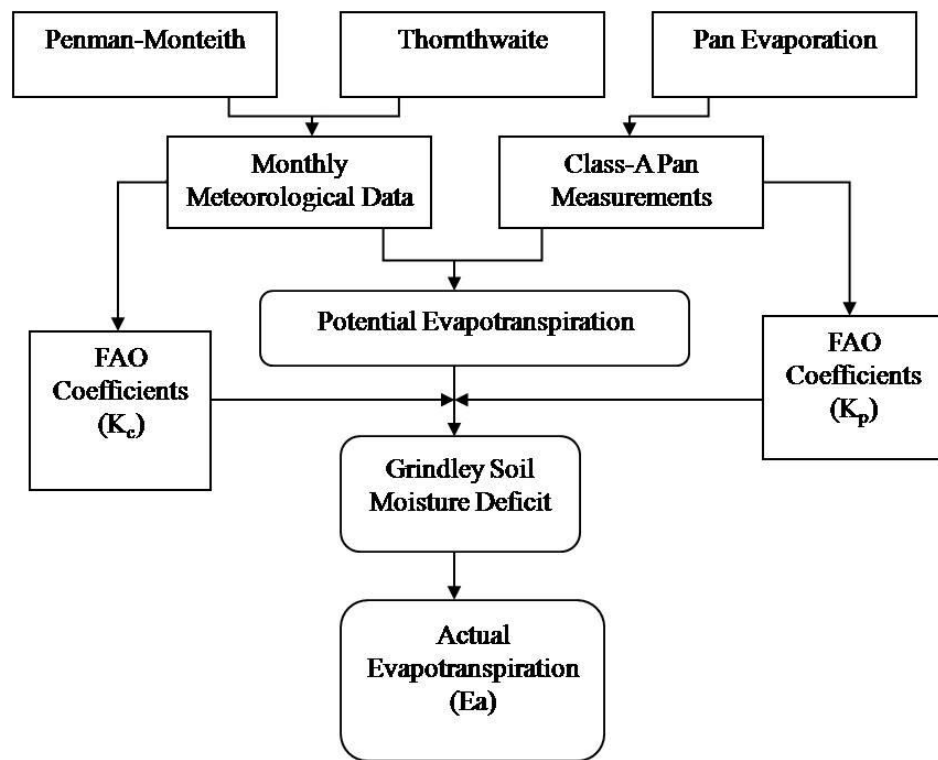 Penman-Monteith
Thornthwaite
Pan Evaporation
Monthly
Meteorological Data
Class-A Pan
Measurements
Potential Evapotranspiration
FAO
Coefficients
(Kc)
FAO
Coefficients
(Kp)
Grindley Soil
Moisture Deficit
Actual
Evapotranspiration
(Ea)